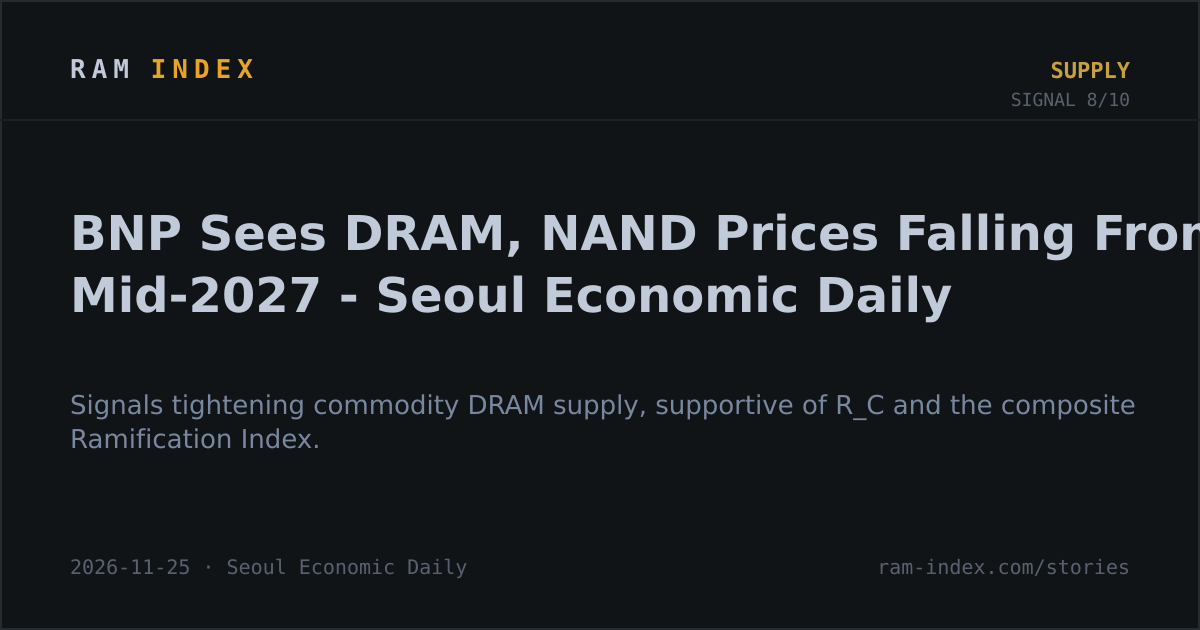 RAM INDEX
SUPPLY
SIGNAL 8/10
BNP Sees DRAM, NAND Prices Falling
Mid-2027 - Seoul Economic Daily
Signals tightening commodity DRAM supply, supportive of R_C and the composite
Ramification Index.
2026-11-25 · Seoul Economic Daily
ram-index.com/stories